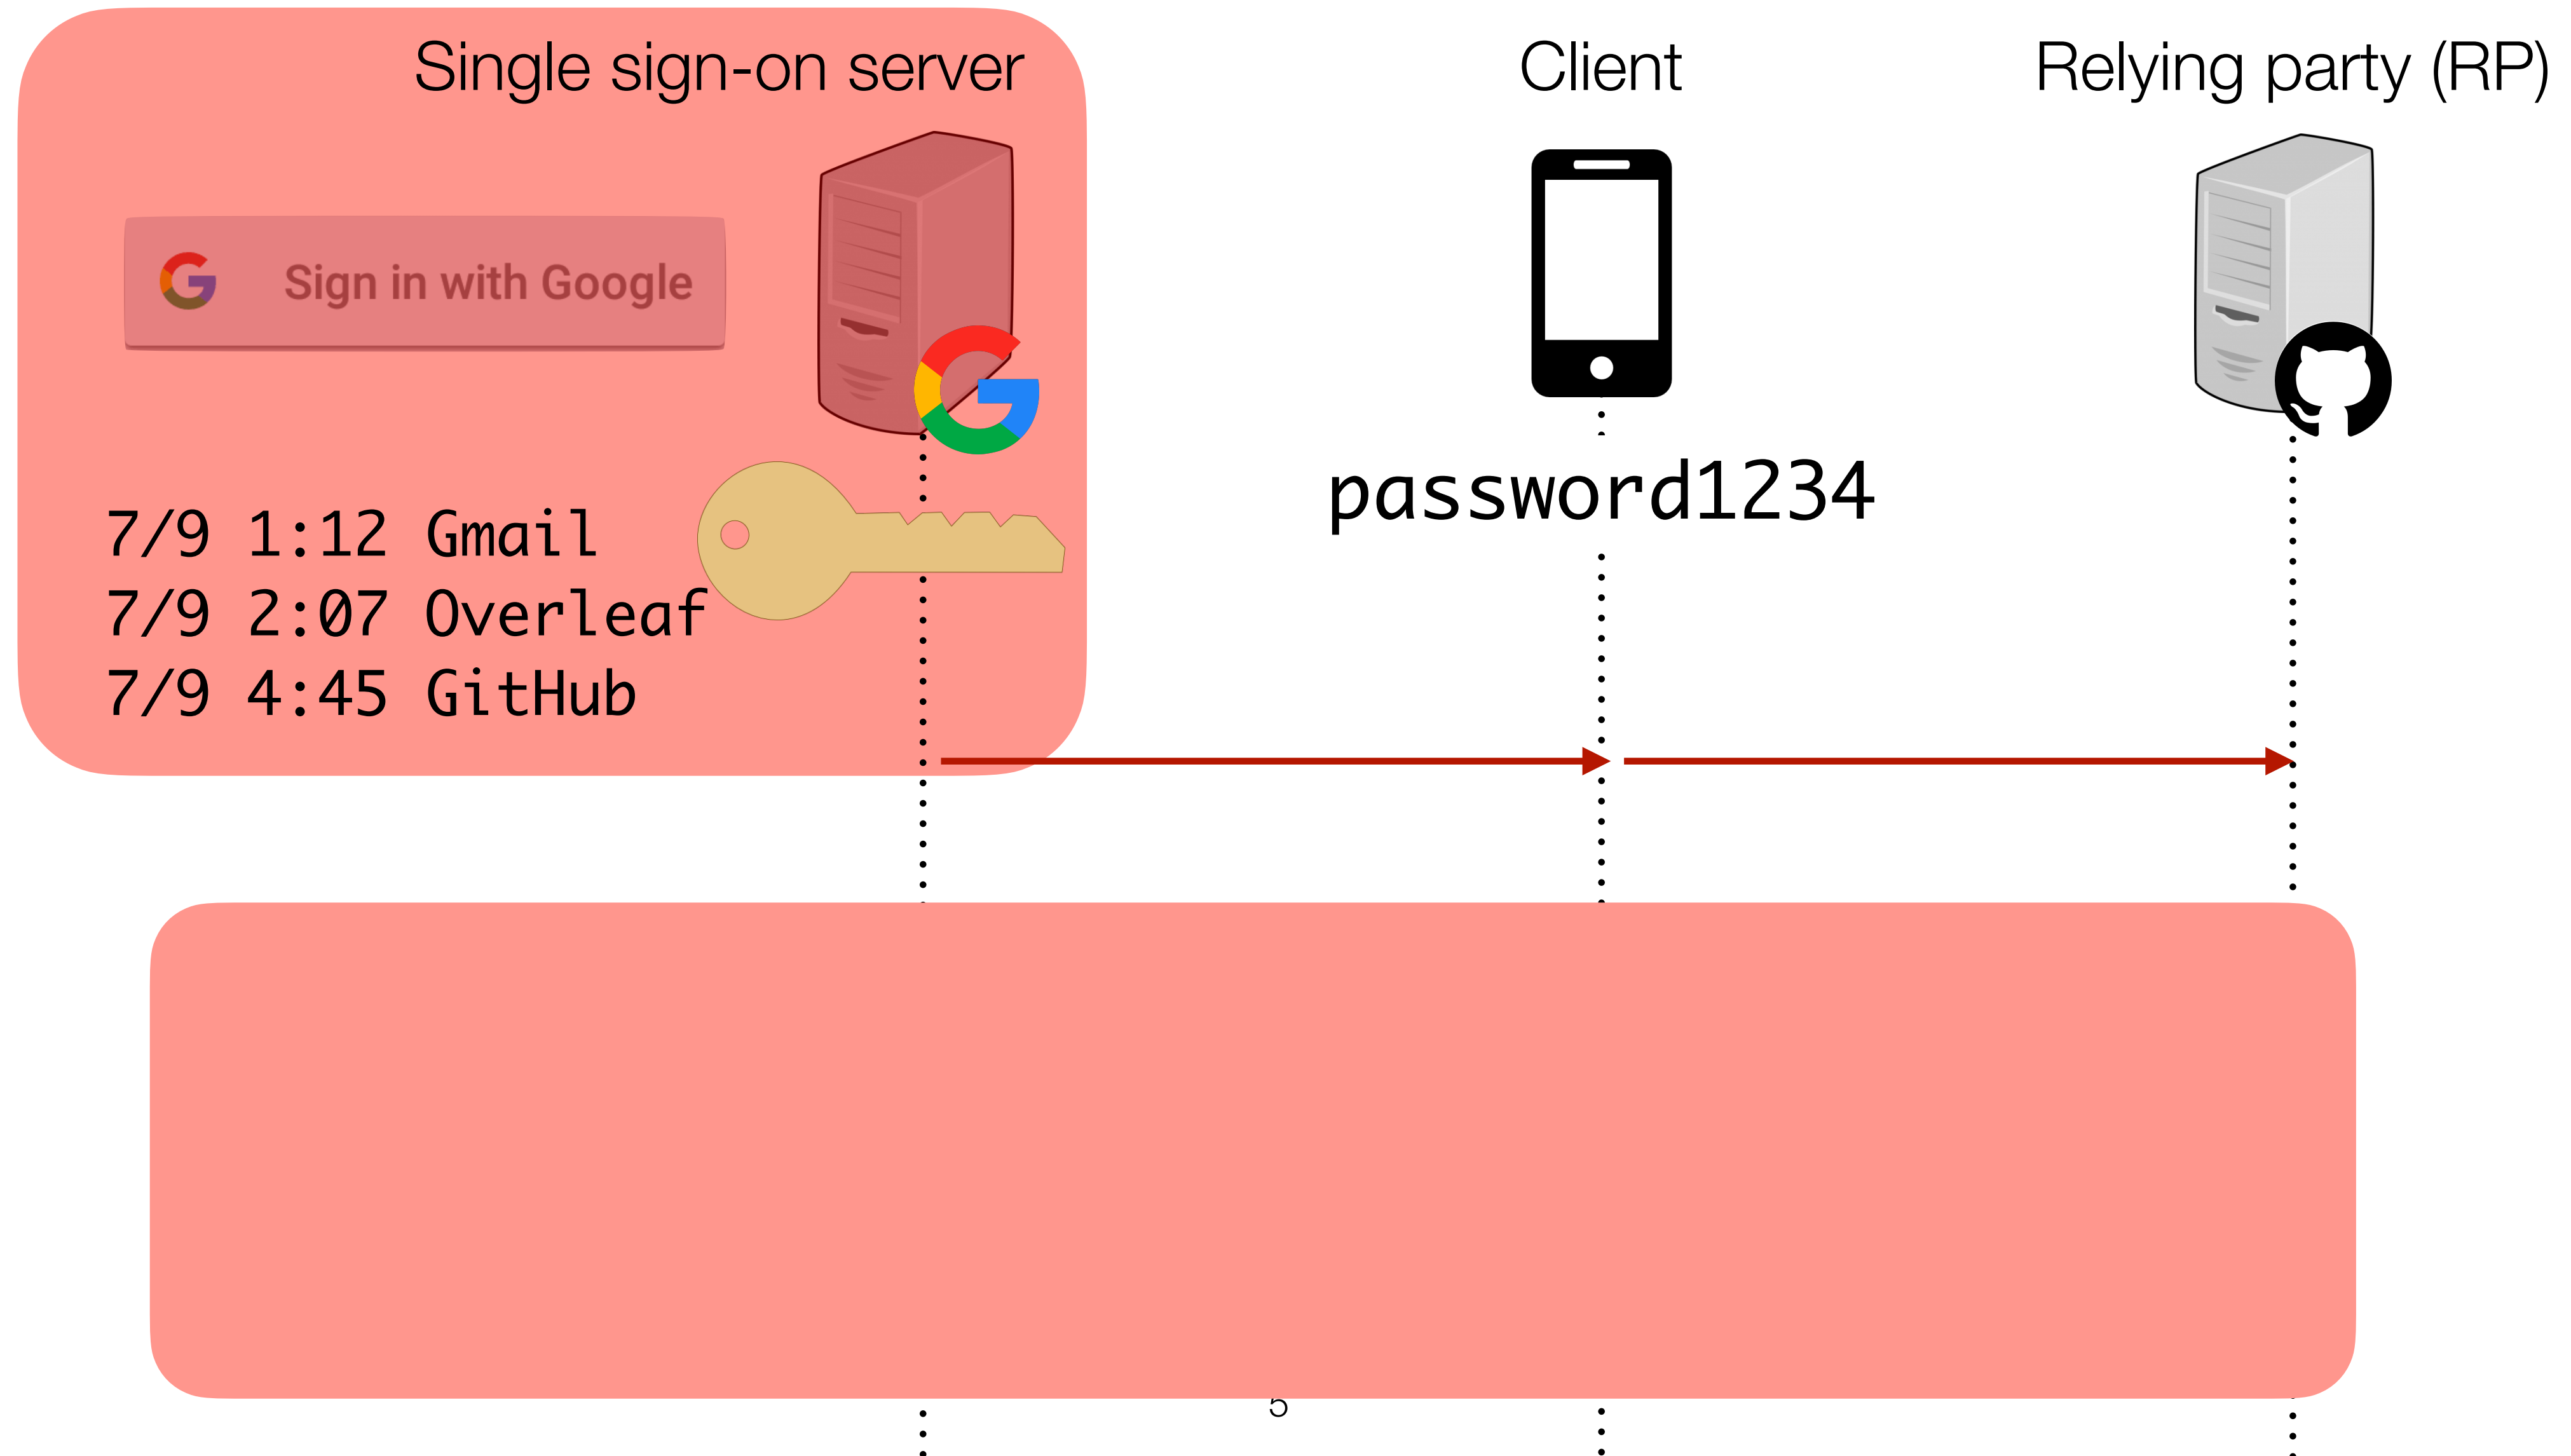 Single sign-on server
Client
Relying party (RP)
Sign in with Google
password1234
7/9 1:12 Gmail
7/9 2:07 Overleaf
7/9 4:45 GitHub
5